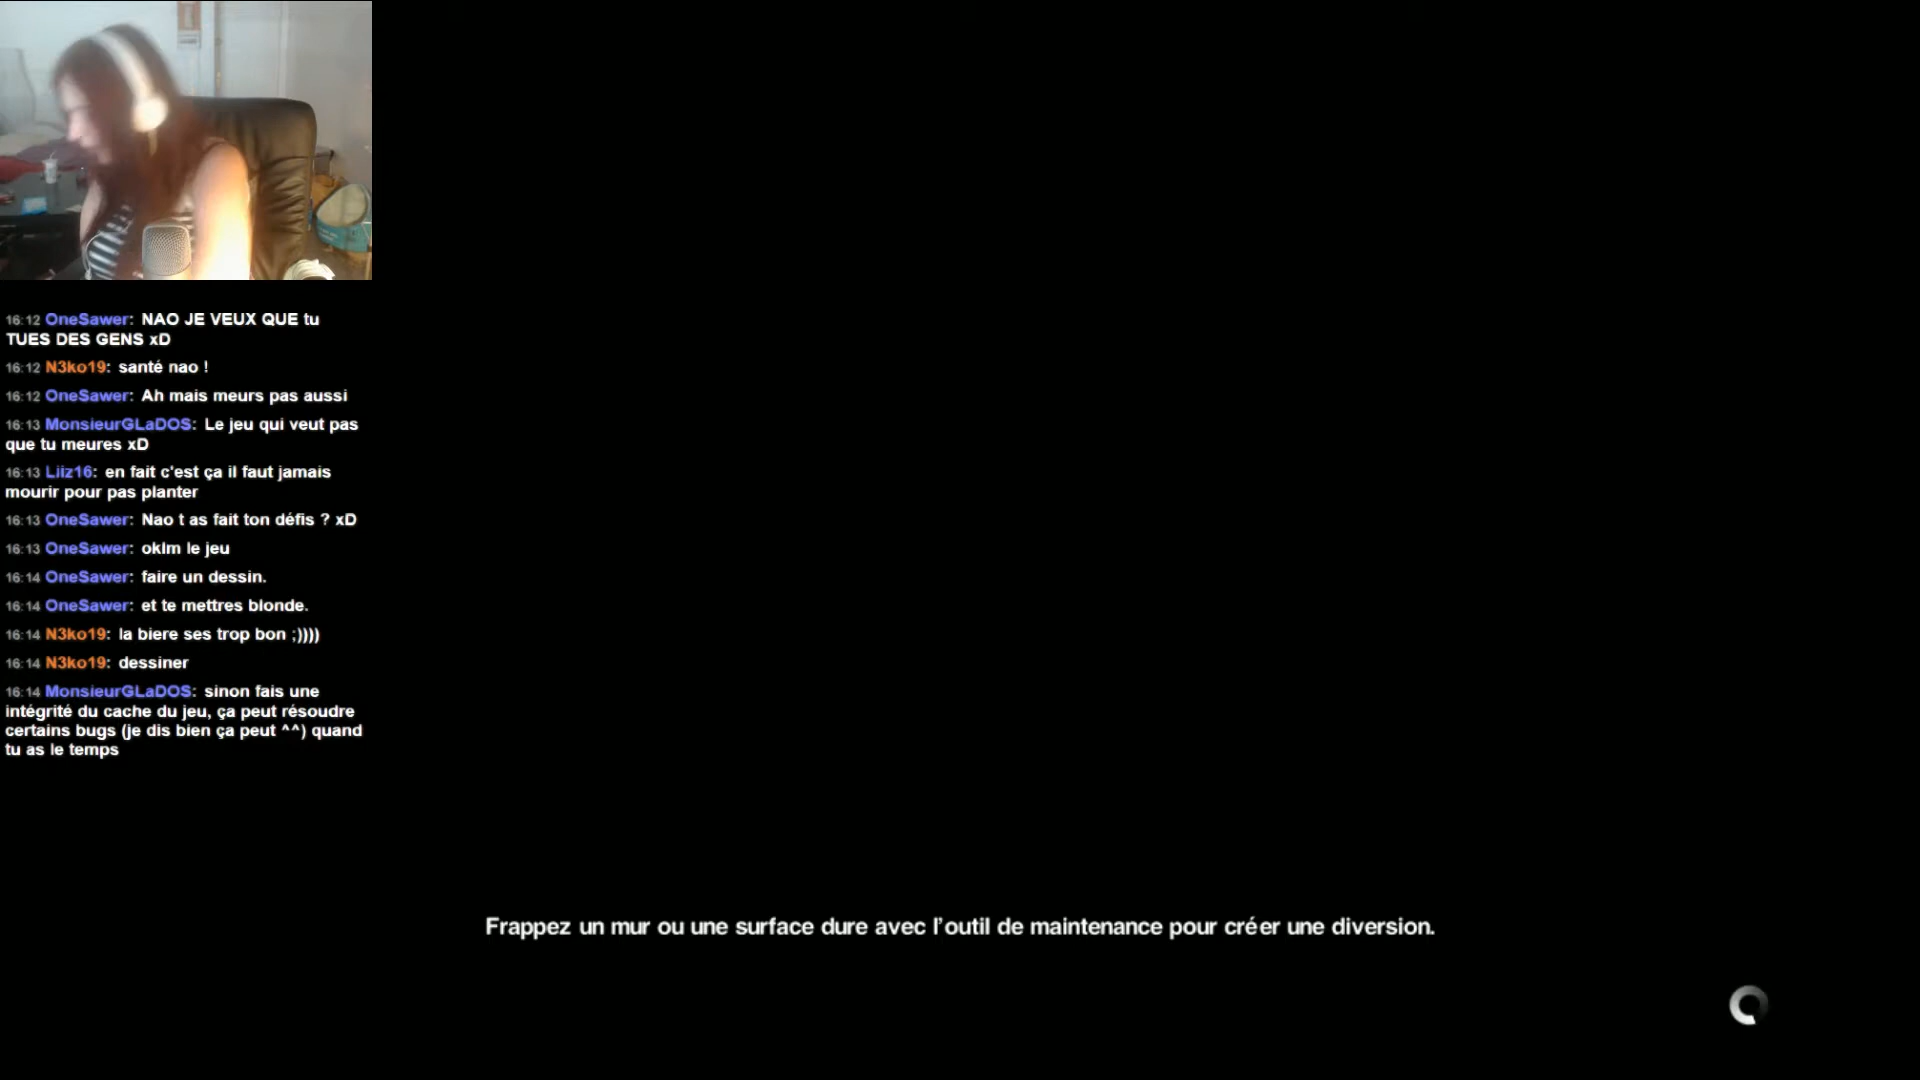 16:12 OneSawer: NAO JE VEUX QUE tu
TUES DES GENS xD
16:12 N3ko19: santé nao !
16:12 OneSawer: Ah mais meurs pas aussi
16:13 MonsieurGLaDOS: Le jeu qui veut pas
que tu meures xD
16:13 Liiz16: en fait c'est ça il faut jamais
mourir pour pas planter
16:13 OneSawer: Nao t as fait ton défis ? xD
16:13 OneSawer: oklm le jeu
16:14 OneSawer: faire un dessin.
16:14 OneSawer: et te mettres blonde.
16:14 N3ko19: la biere ses trop bon ;))))
16:14 N3ko19: dessiner
16:14 MonsieurGLaDOS: sinon fais une
intégrité du cache du jeu, ça peut résoudre
certains bugs (je dis bien ça peut ^^) quand
tu as le temps
Frappez un mur ou une surface dure avec l'outil de maintenance pour créer une diversion.